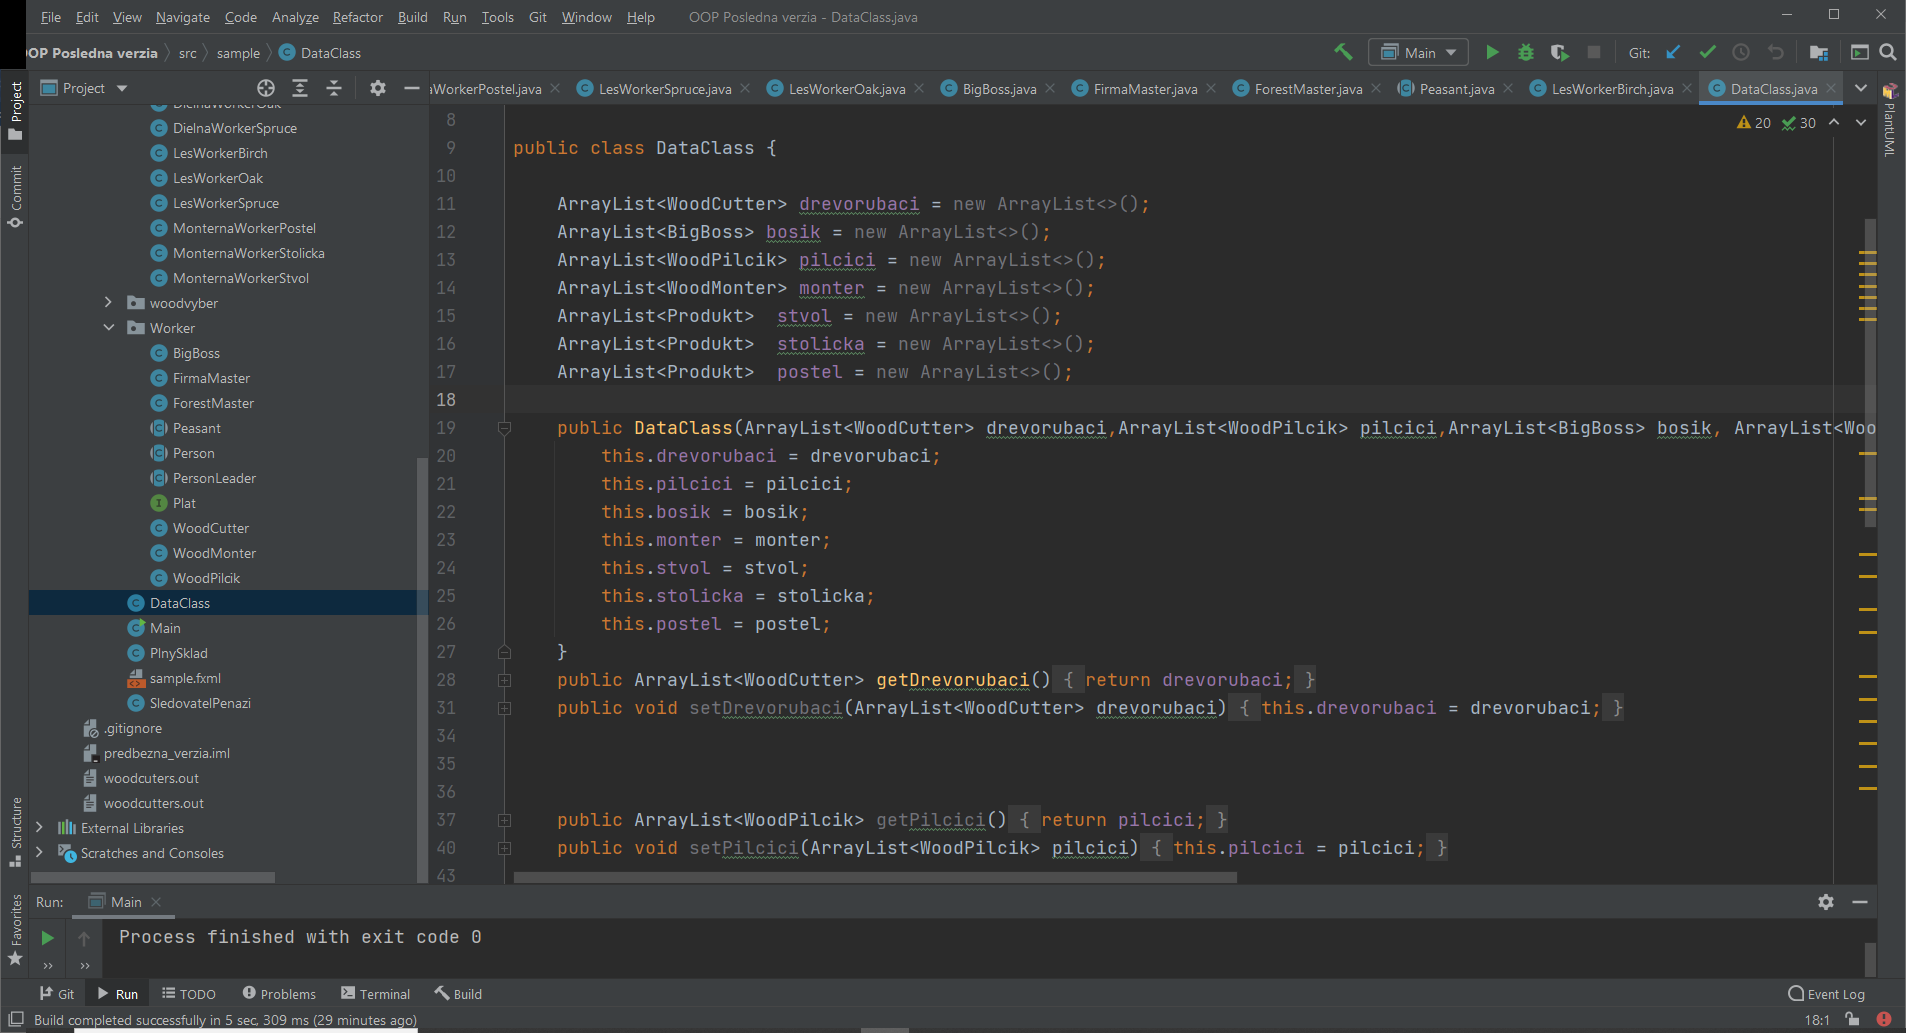 File Edit View Navigate Code Analyze Refactor Build Run Tools Git Window Help OOP Posledna verzia - DataClass.java
OOP Posledna verzia src sample DataClass
Main Git:
Project
aWorkerPostel.java LesWorkerSpruce.java LesWorkerOak.java BigBoss.java FirmaMaster.java ForestMaster.java Peasant.java LesWorkerBirch.java DataClass.java
Project
Commit
Structure
Favorites
PlantUML
DielnaWorkerOak
DielnaWorkerSpruce
LesWorkerBirch
LesWorkerOak
LesWorkerSpruce
MonternaWorkerPostel
MonternaWorkerStolicka
MonternaWorkerStvol
woodvyber
Worker
BigBoss
FirmaMaster
ForestMaster
Peasant
Person
PersonLeader
Plat
WoodCutter
WoodMonter
WoodPilcik
DataClass
Main
PlnySklad
sample.fxml
SledovatelPenazi
.gitignore
predbezna_verzia.iml
woodcuters.out
woodcutters.out
External Libraries
Scratches and Consoles
20 30
8
9 public class DataClass {
10
11 ArrayList<WoodCutter> drevorubaci = new ArrayList<>();
12 ArrayList<BigBoss> bosik = new ArrayList<>();
13 ArrayList<WoodPilcik> pilcici = new ArrayList<>();
14 ArrayList<WoodMonter> monter = new ArrayList<>();
15 ArrayList<Produkt>  stvol = new ArrayList<>();
16 ArrayList<Produkt>  stolicka = new ArrayList<>();
17 ArrayList<Produkt>  postel = new ArrayList<>();
18
19 public DataClass(ArrayList<WoodCutter> drevorubaci,ArrayList<WoodPilcik> pilcici,ArrayList<BigBoss> bosik, ArrayList<Woo
20 this.drevorubaci = drevorubaci;
21 this.pilcici = pilcici;
22 this.bosik = bosik;
23 this.monter = monter;
24 this.stvol = stvol;
25 this.stolicka = stolicka;
26 this.postel = postel;
27 }
28 public ArrayList<WoodCutter> getDrevorubaci() { return drevorubaci; }
31 public void setDrevorubaci(ArrayList<WoodCutter> drevorubaci) { this.drevorubaci = drevorubaci; }
34
35
36
37 public ArrayList<WoodPilcik> getPilcici() { return pilcici; }
40 public void setPilcici(ArrayList<WoodPilcik> pilcici) { this.pilcici = pilcici; }
43
Run: Main
Process finished with exit code 0
Git Run TODO Problems Terminal Build Event Log
Build completed successfully in 5 sec, 309 ms (29 minutes ago) 18:1